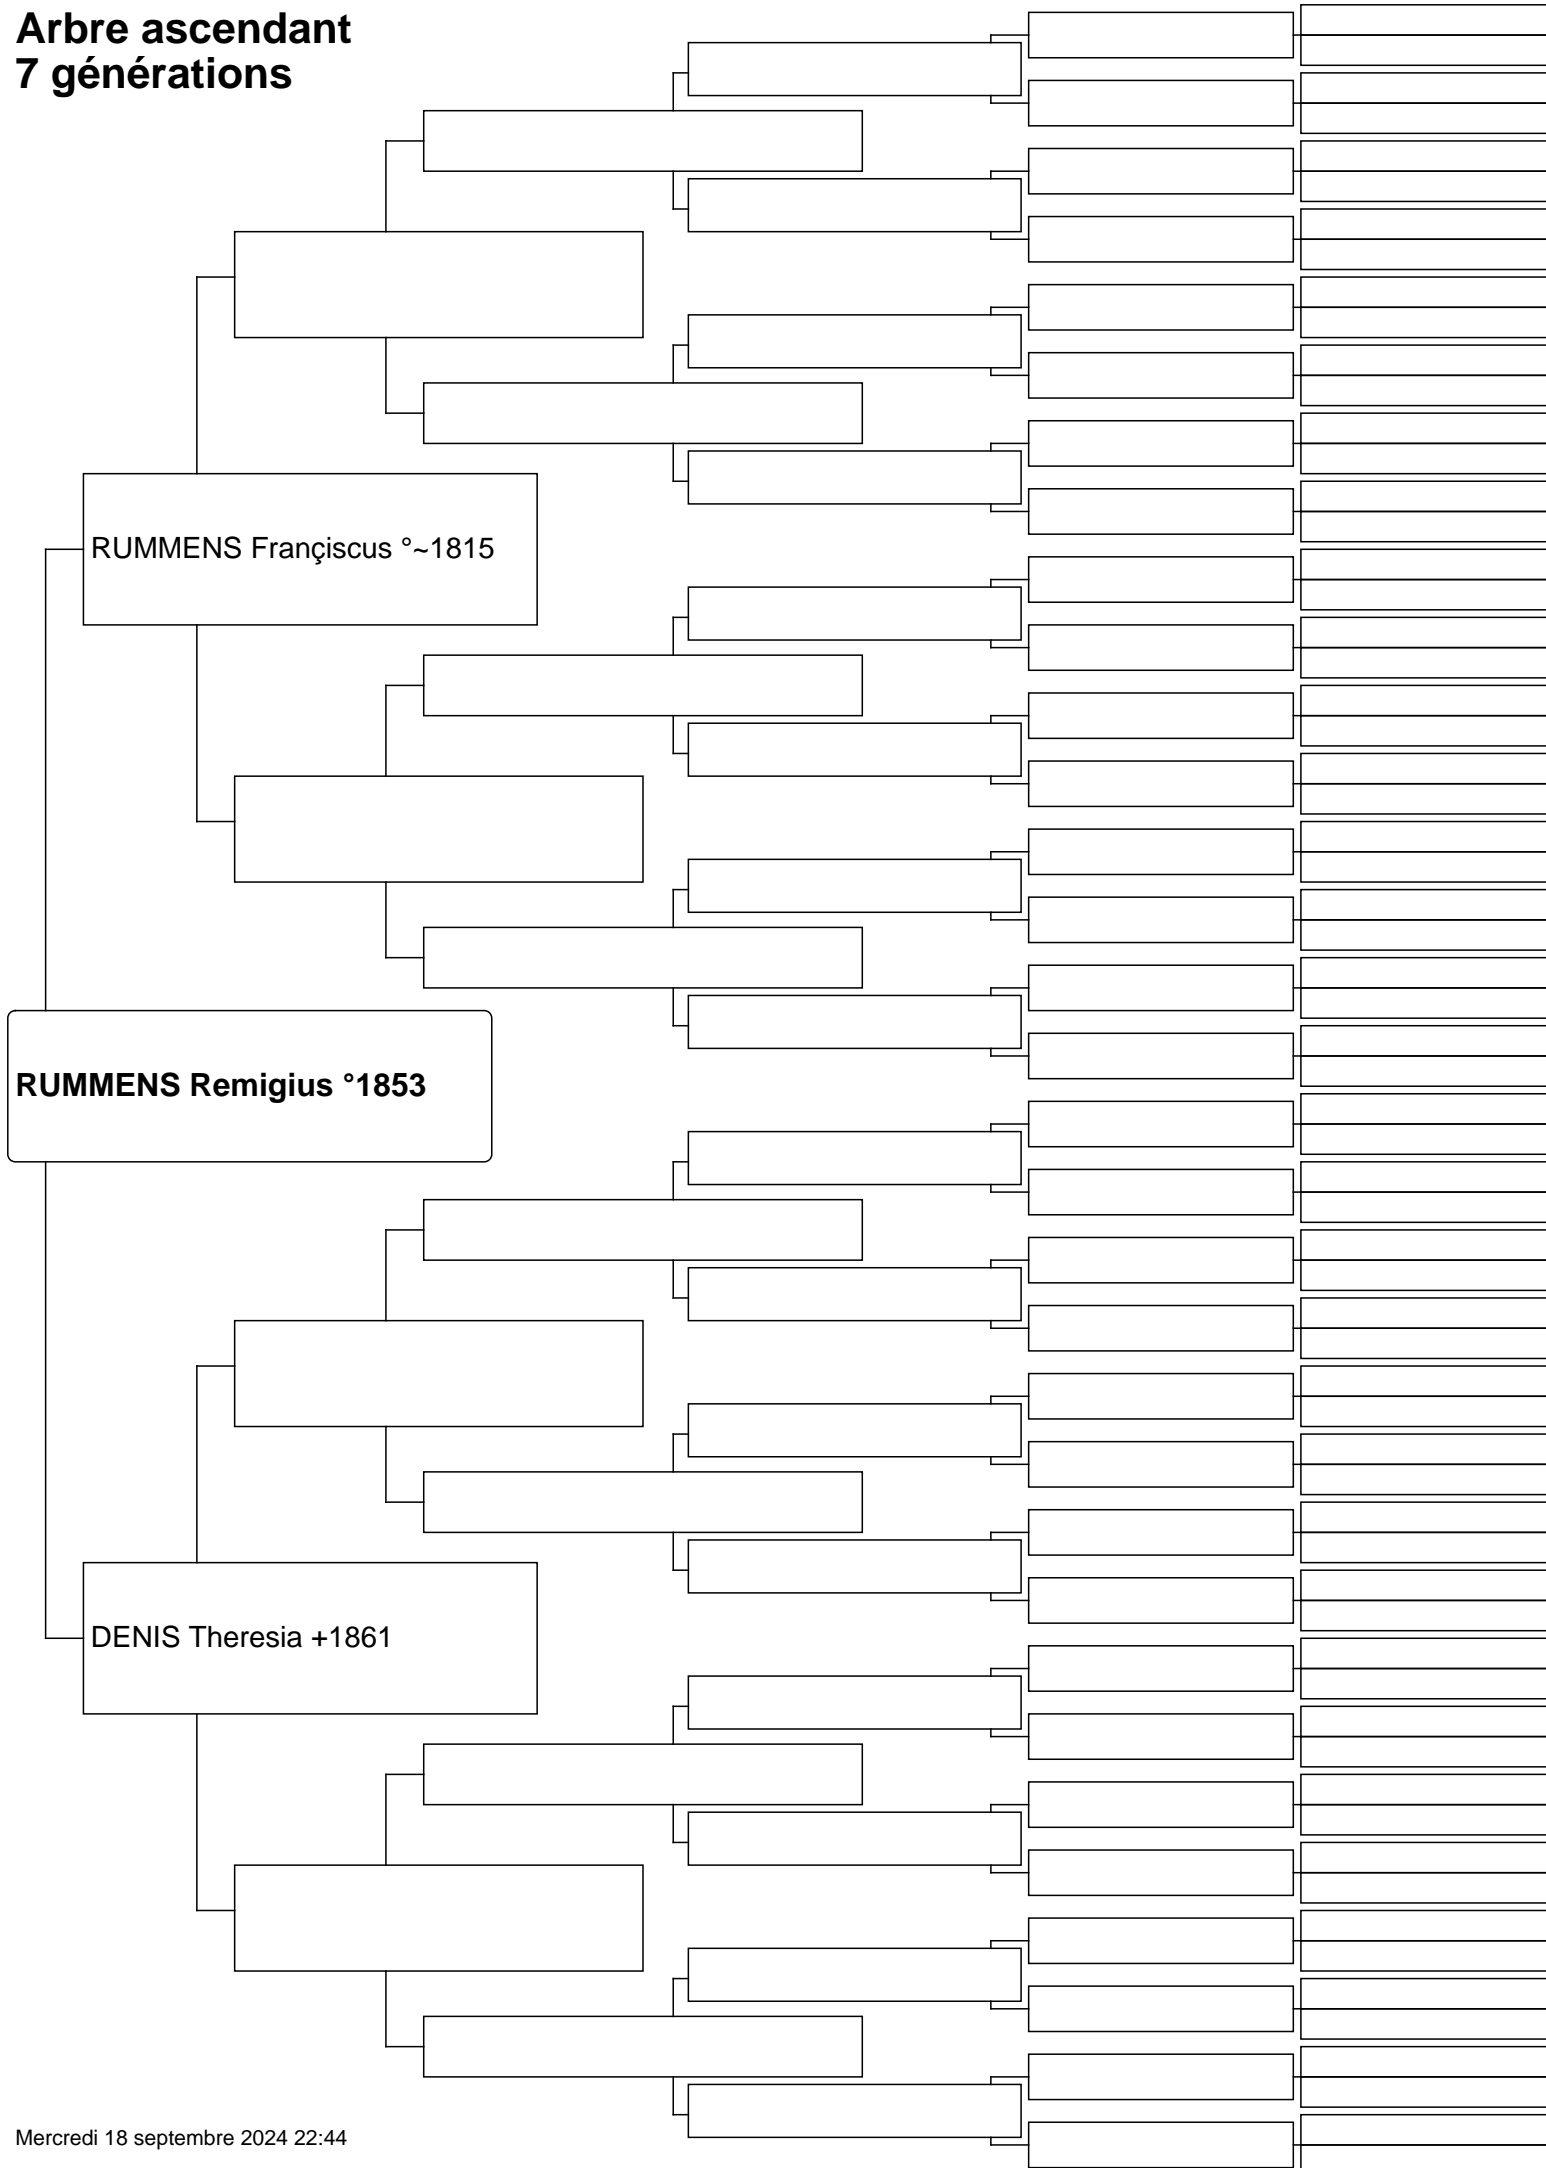 Arbre ascendant
7 générations
RUMMENS Françiscus °~1815
RUMMENS Remigius °1853
DENIS Theresia +1861
Mercredi 18 septembre 2024 22:44